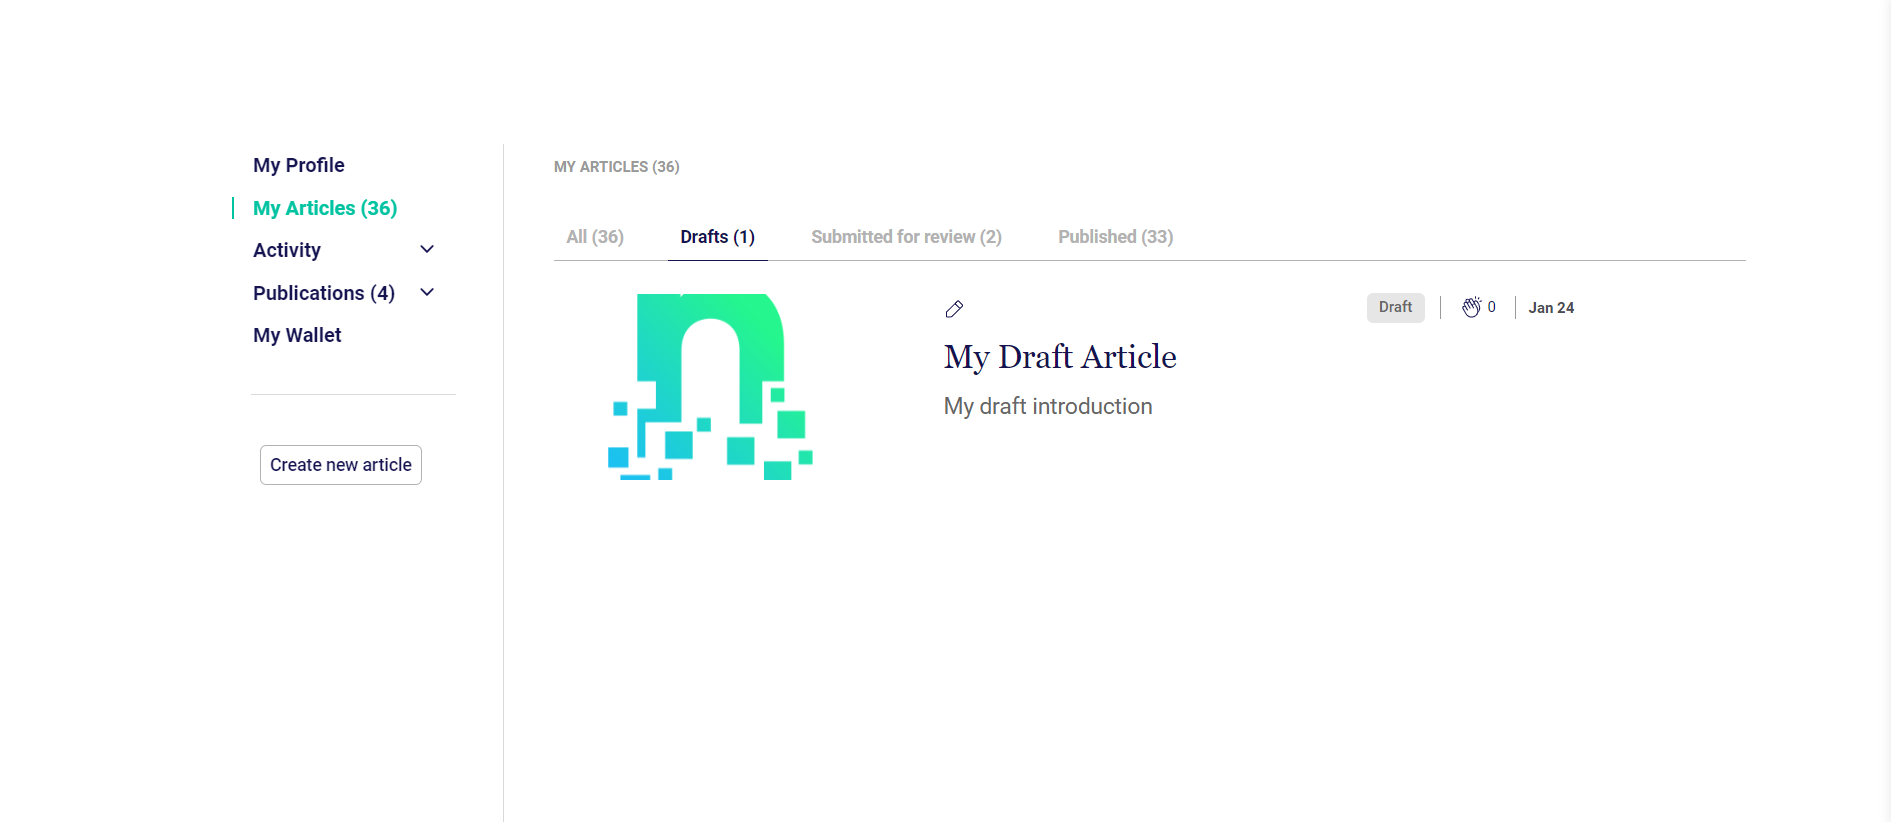 My Profile
My Articles (36)
Activity
Publications (4)
My Wallet
Create new article
MY ARTICLES (36)
All (36) Drafts (1) Submitted for review (2) Published (33)
Draft 0 Jan 24
My Draft Article
My draft introduction